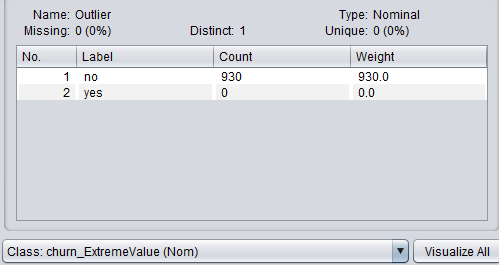 Name: Outlier Type: Nominal
Missing: 0 (0%) Distinct: 1 Unique: 0 (0%)
No. Label Count Weight
1 no 930 930.0
2 yes 0 0.0
Class: churn_ExtremeValue (Nom) Visualize All